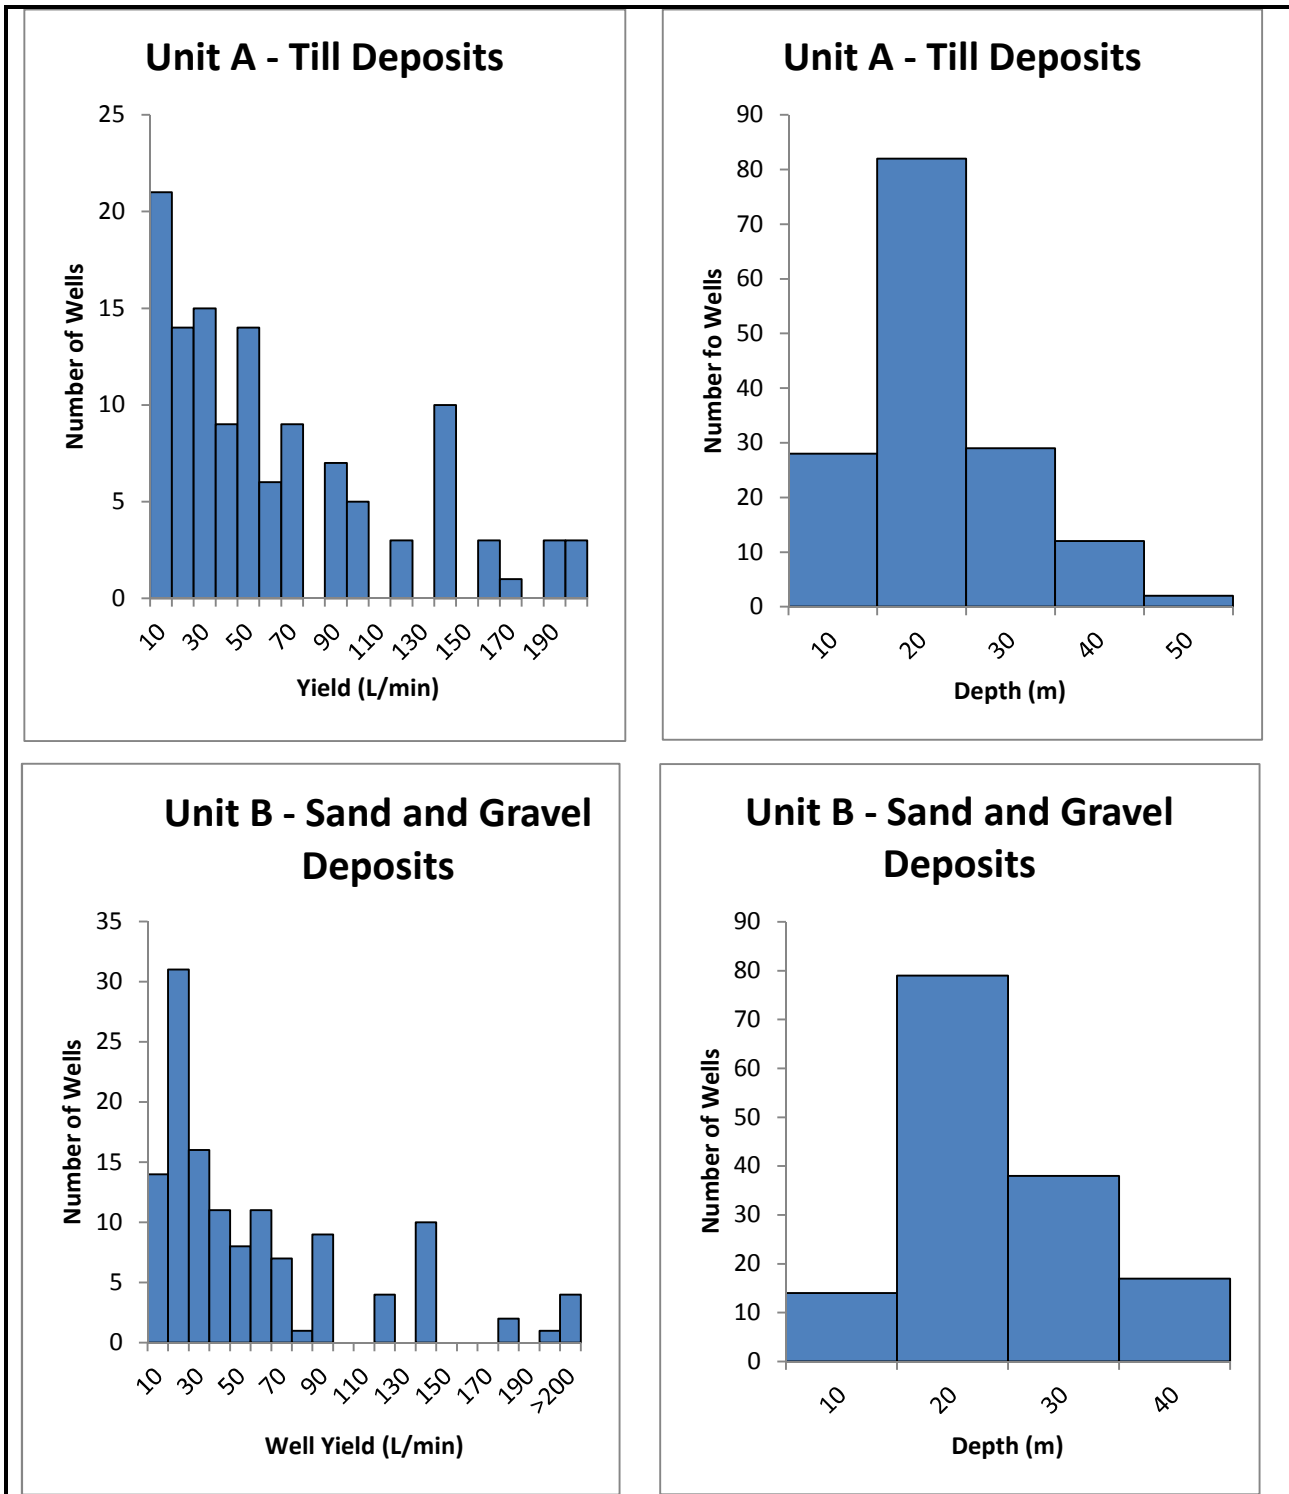 Unit A - Till Deposits
25
20
15
10
5
0
Number of Wells
10 30 50 70 90 110 130 150 170 190
Yield (L/min)
Unit A - Till Deposits
90
80
70
60
50
40
30
20
10
0
Number fo Wells
10 20 30 40 50
Depth (m)
Unit B - Sand and Gravel
Deposits
35
30
25
20
15
10
5
0
Number of Wells
10 30 50 70 90 110 130 150 170 190 >200
Well Yield (L/min)
Unit B - Sand and Gravel
Deposits
90
80
70
60
50
40
30
20
10
0
Number of Wells
10 20 30 40
Depth (m)